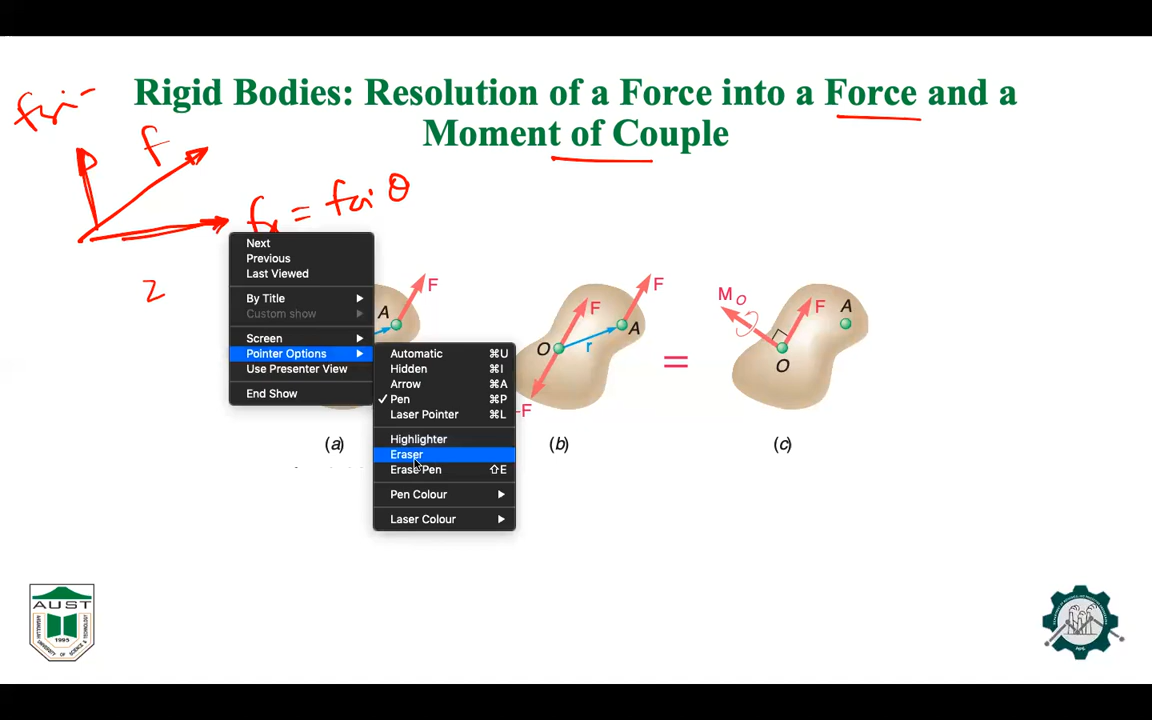 Rigid Bodies: Resolution of a Force into a Force and a
Moment of Couple
F
2
Next
Previous
Last Viewed
By Title
Custom show
Screen
Pointer Options
Use Presenter View
End Show
Automatic ⌘U
Hidden ⌘I
Arrow ⌘A
✓ Pen ⌘P
Laser Pointer ⌘L
Highlighter
Eraser
Erase Pen ⇧E
Pen Colour
Laser Colour
A
F
F
F
A
O
r
-F
=
Mo
F
A
O
(a)
(b)
(c)
AUST
1995